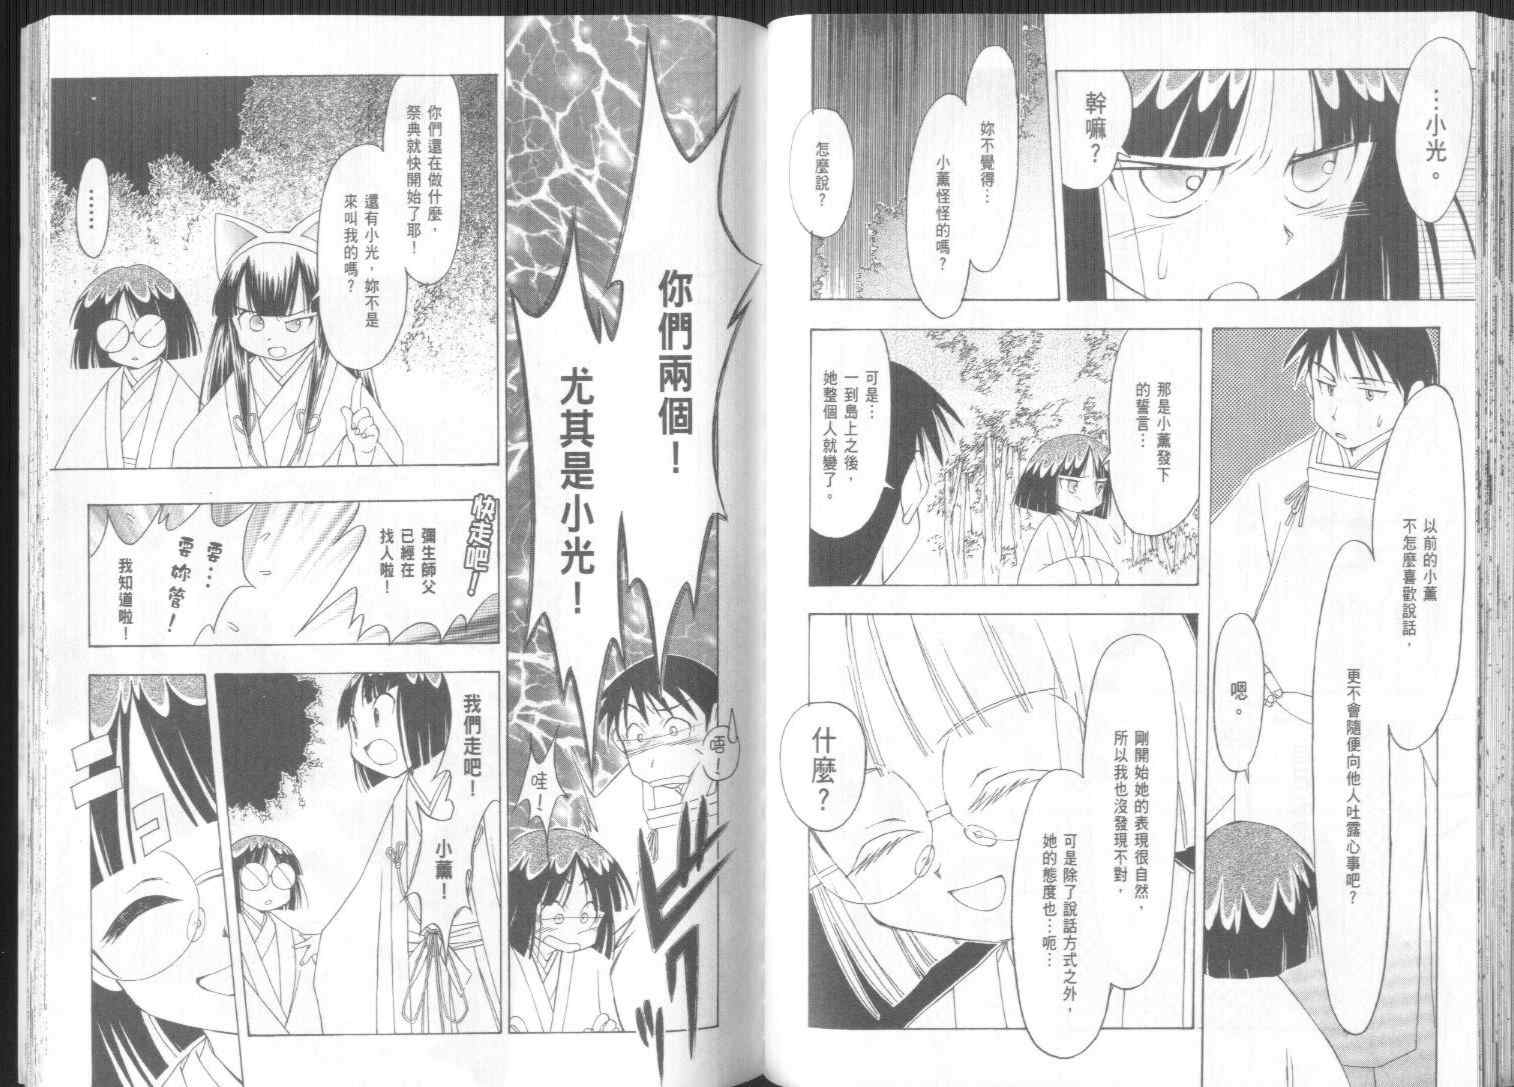 …小光。
幹嘛？
妳不覺得…
小薰怪怪的嗎？
怎麼說？
以前的小薰
不怎麼喜歡說話，
更不會隨便向他人吐露心事吧？
嗯。
那是小薰發下
的誓言…
可是…
一到島上之後，
她整個人就變了。
剛開始她的表現很自然，
所以我也沒發現不對，
可是除了說話方式之外，
她的態度也…呃…
什麼？
你們兩個！
尤其是小光！
唔！
哇！
你們還在做什麼，
祭典就快開始了耶！
還有小光，妳不是
來叫我的嗎？
……
快走吧！
彌生師父
已經在
找人啦！
要…
要妳管！
我知道啦！
我們走吧！
小薰！